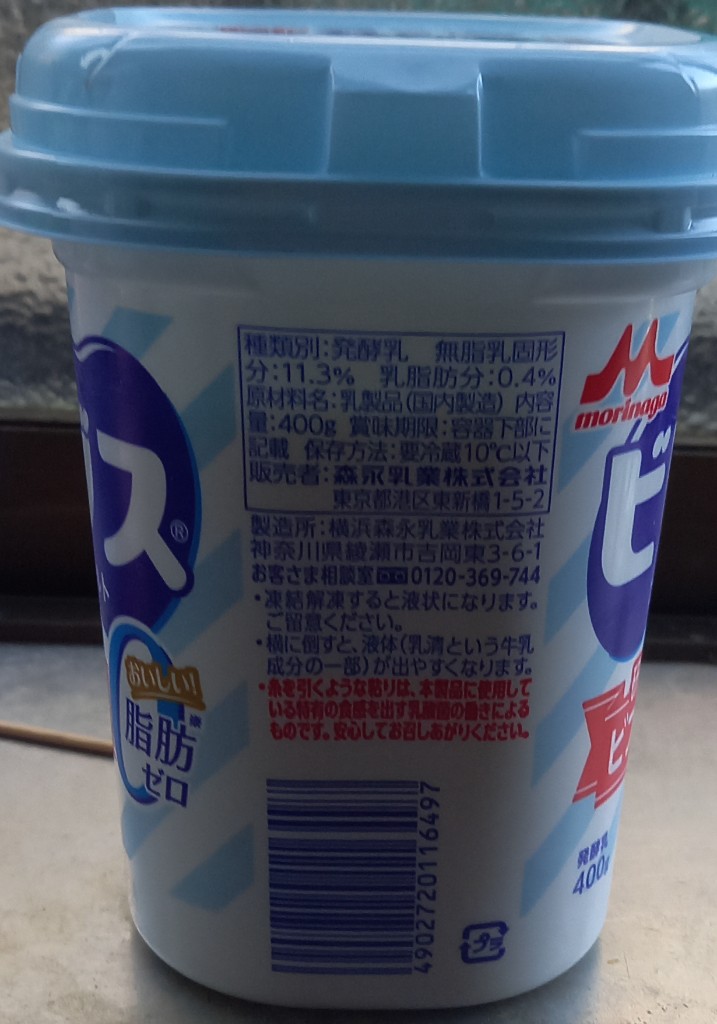 種類別：発酵乳　無脂乳固形
分：11.3%　乳脂肪分：0.4%
原材料名：乳製品（国内製造）　内容
量：400g　賞味期限：容器下部に
記載　保存方法：要冷蔵10℃以下
販売者：森永乳業株式会社
東京都港区東新橋1-5-2
製造所：横浜森永乳業株式会社
神奈川県綾瀬市吉岡東3-6-1
お客さま相談室 0120-369-744
・凍結解凍すると液状になります。
ご留意ください。
・横に倒すと、液体（乳清という牛乳
成分の一部）が出やすくなります。
・糸を引くような粘りは、本製品に使用して
いる特有の食感を出す乳酸菌の働きによる
ものです。安心してお召しあがりください。
4902720116497
プラ
ス®
おいしい！
脂肪
ゼロ
morinaga
ビ
ビ
発酵乳
400g